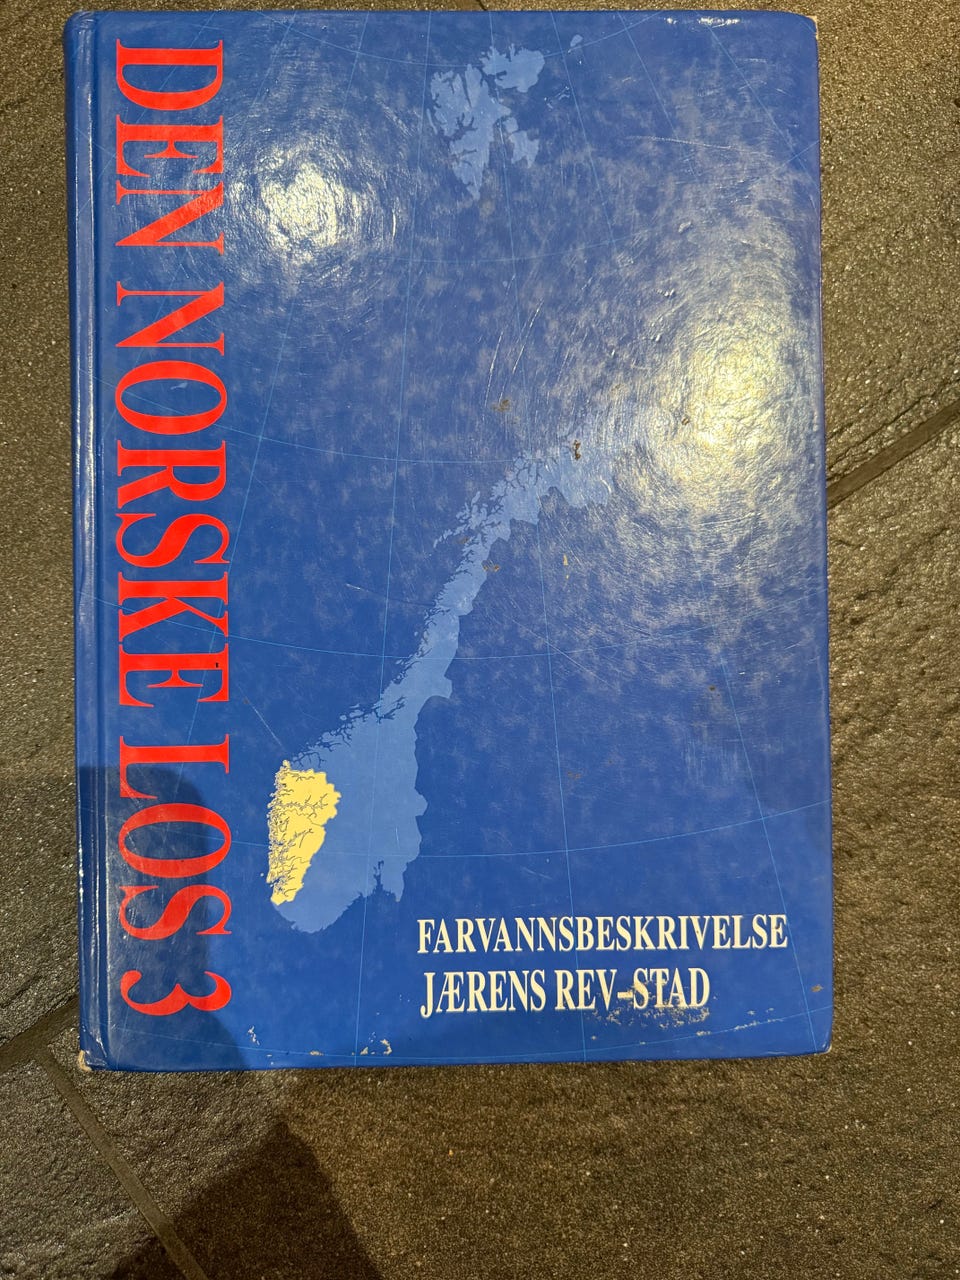 DEN NORSKE LOS 3
FARVANNSBESKRIVELSE
JÆRENS REV–STAD